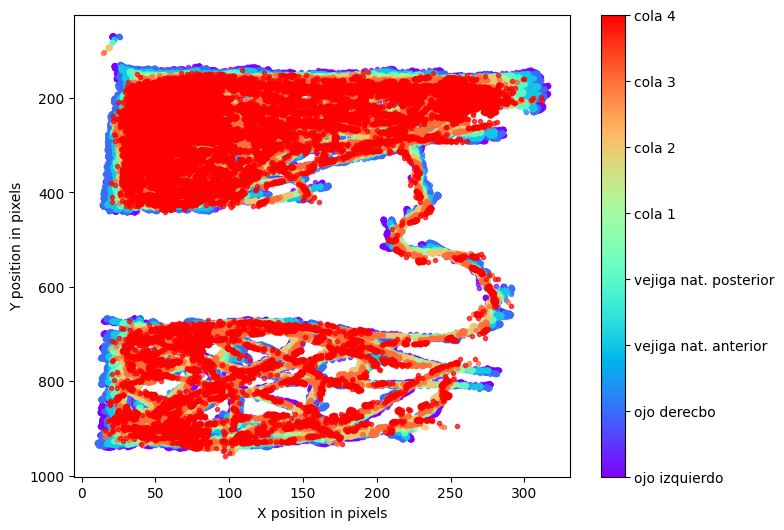 cola 4
cola 3
cola 2
cola 1
vejiga nat. posterior
vejiga nat. anterior
ojo derecbo
ojo izquierdo
Y position in pixels
200
400
600
800
1000
0 50 100 150 200 250 300
X position in pixels